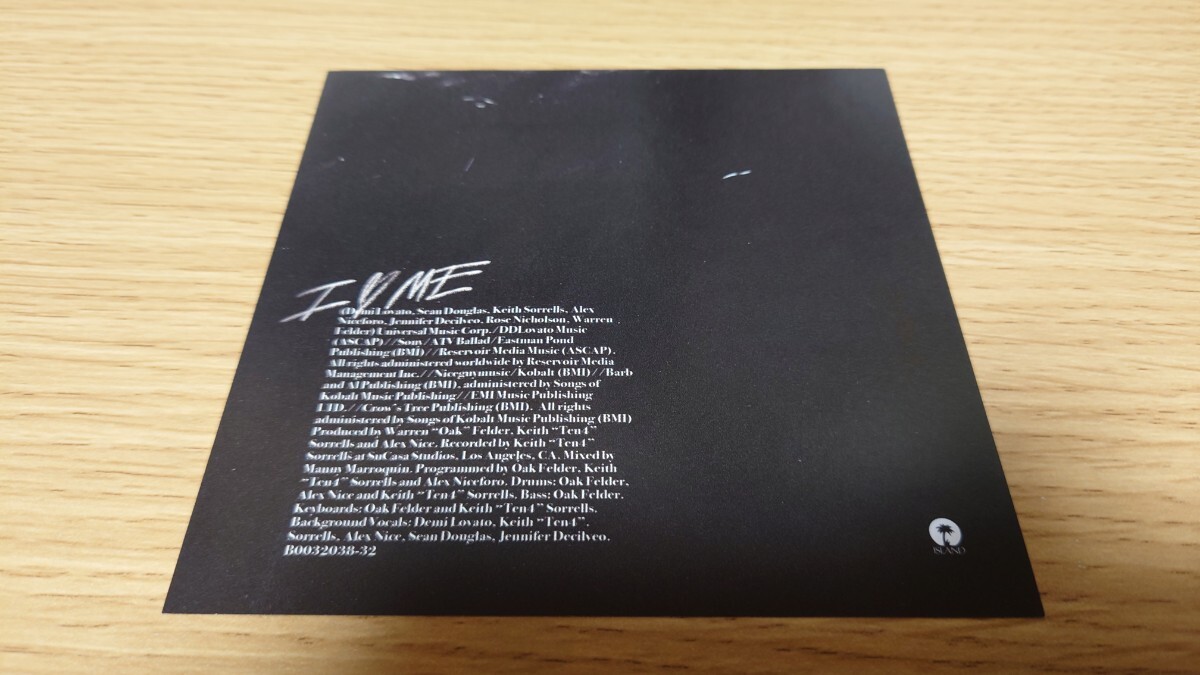 I ♡ ME
(Demi Lovato, Sean Douglas, Keith Sorrells, Alex
Niceforo, Jennifer Decilveo, Rose Nicholson, Warren
Felder) Universal Music Corp./DDLovato Music
(ASCAP)//Sony/ATV Ballad/Eastman Pond
Publishing (BMI)//Reservoir Media Music (ASCAP).
All rights administered worldwide by Reservoir Media
Management Inc.//Niceguymusic/Kobalt (BMI)//Barb
and Al Publishing (BMI), administered by Songs of
Kobalt Music Publishing//EMI Music Publishing
LTD.//Crow's Tree Publishing (BMI). All rights
administered by Songs of Kobalt Music Publishing (BMI)
Produced by Warren "Oak" Felder, Keith "Ten4"
Sorrells and Alex Nice. Recorded by Keith "Ten4"
Sorrells at SuCasa Studios, Los Angeles, CA. Mixed by
Manny Marroquin. Programmed by Oak Felder, Keith
"Ten4" Sorrells and Alex Niceforo. Drums: Oak Felder,
Alex Nice and Keith "Ten4" Sorrells. Bass: Oak Felder.
Keyboards: Oak Felder and Keith "Ten4" Sorrells.
Background Vocals: Demi Lovato, Keith "Ten4".
Sorrells, Alex Nice, Sean Douglas, Jennifer Decilveo.
B0032038-32
ISLAND